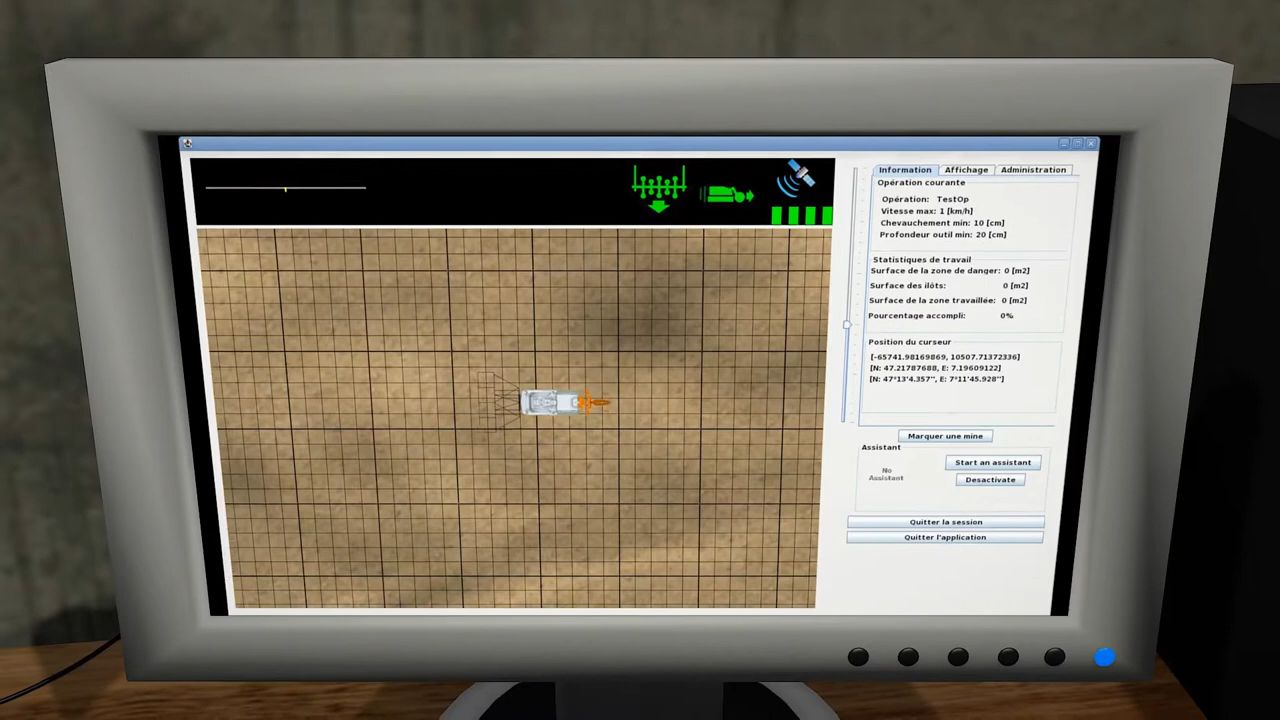 Information
Affichage
Administration
Opération courante
Opération: TestOp
Vitesse max: 1 [km/h]
Chevauchement min: 10 [cm]
Profondeur outil min: 20 [cm]
Statistiques de travail
Surface de la zone de danger: 0 [m2]
Surface des ilôts: 0 [m2]
Surface de la zone travaillée: 0 [m2]
Pourcentage accompli: 0%
Position du curseur
[-65741.98169869, 10507.71372336]
[N: 47.21787688, E: 7.19609122]
[N: 47°13'4.357", E: 7°11'45.928"]
Marquer une mine
Assistant
No
Assistant
Start an assistant
Desactivate
Quitter la session
Quitter l'application